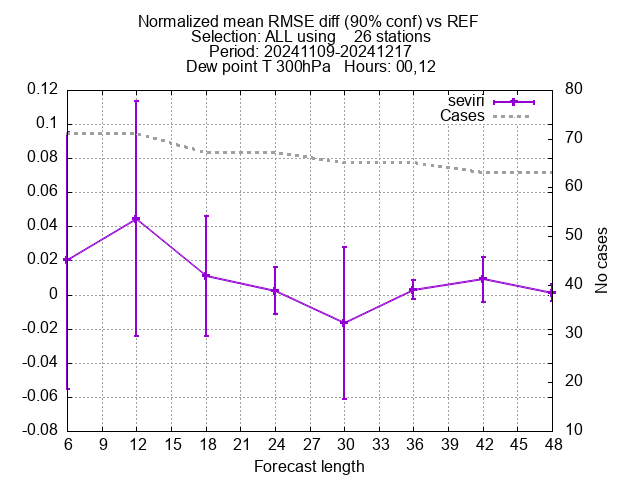 Normalized mean RMSE diff (90% conf) vs REF
Selection: ALL using    26 stations
Period: 20241109-20241217
Dew point T 300hPa   Hours: 00,12
seviri
Cases
0.12
0.1
0.08
0.06
0.04
0.02
0
-0.02
-0.04
-0.06
-0.08
80
70
60
50
40
30
20
10
No cases
6 9 12 15 18 21 24 27 30 33 36 39 42 45 48
Forecast length